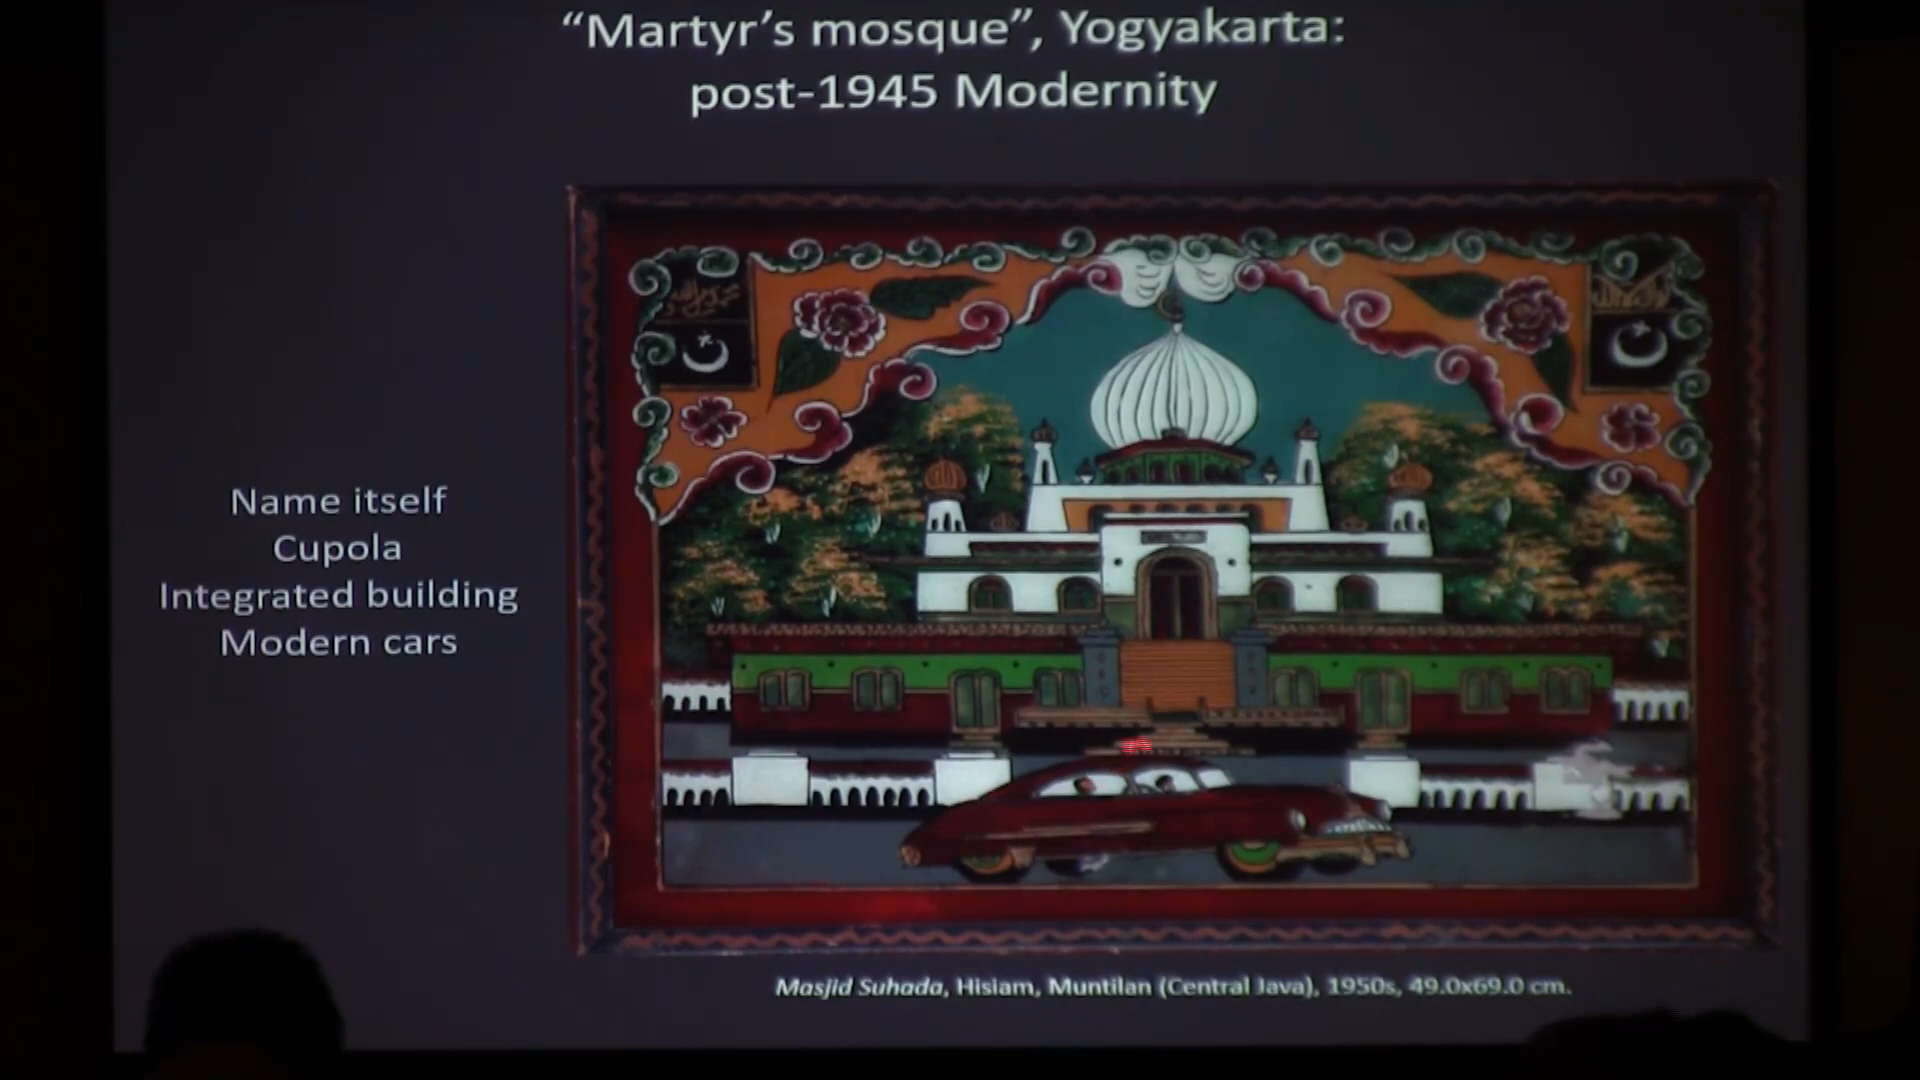 “Martyr’s mosque”, Yogyakarta:
post-1945 Modernity
Name itself
Cupola
Integrated building
Modern cars
Masjid Suhada, Hisiam, Muntilan (Central Java), 1950s, 49.0x69.0 cm.